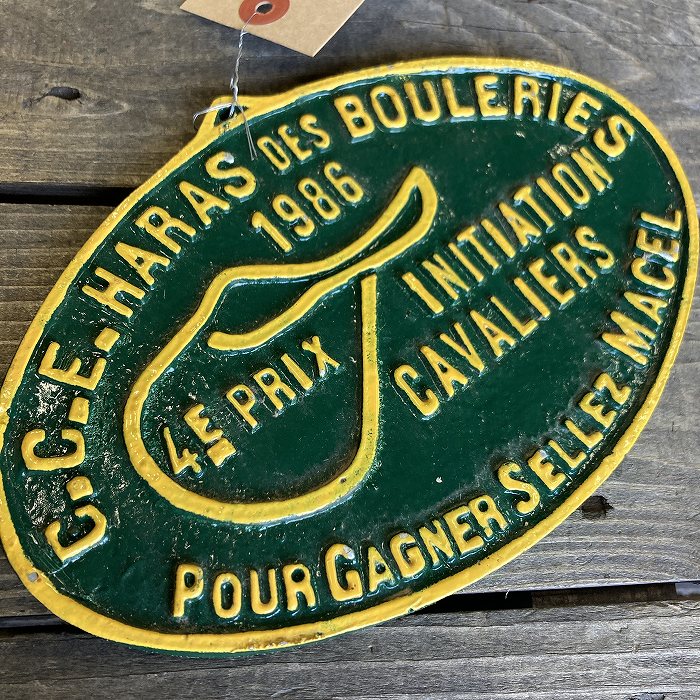 C.C.E. HARAS DES BOULERIES
1986
INITIATION
CAVALIERS
4E PRIX
POUR GAGNER SELLEZ MACEL